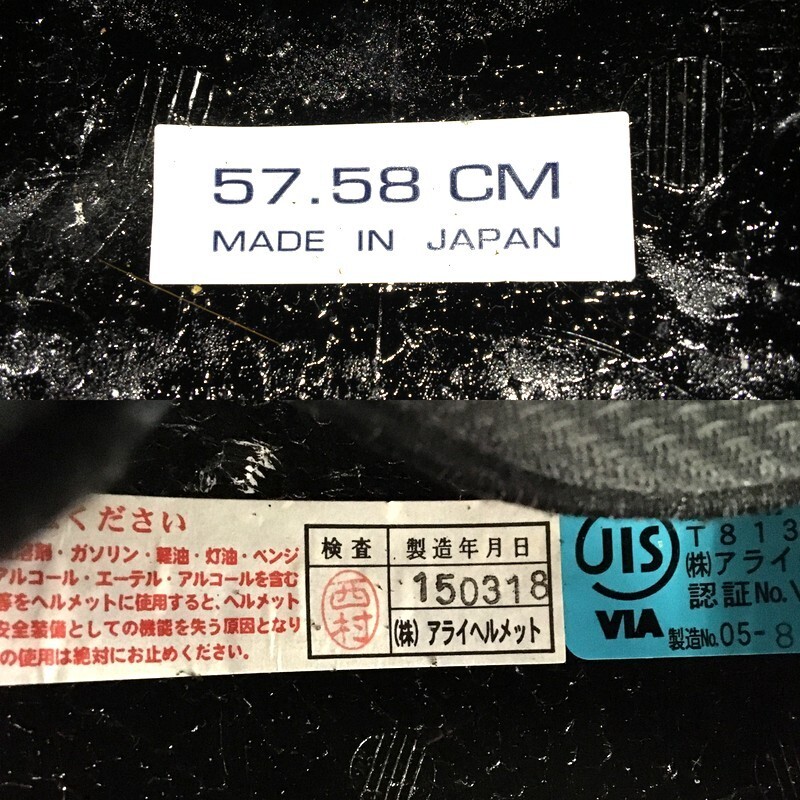 57.58 CM
MADE IN JAPAN
ください
溶剤・ガソリン・軽油・灯油・ベンジ
アルコール・エーテル・アルコールを含む
等をヘルメットに使用すると、ヘルメット
安全装備としての機能を失う原因となり
の使用は絶対にお止めください。
検査 製造年月日
西村 150318
(株) アライヘルメット
JIS T813
(株)アライ
認証No.V
VIA 製造No.05-8